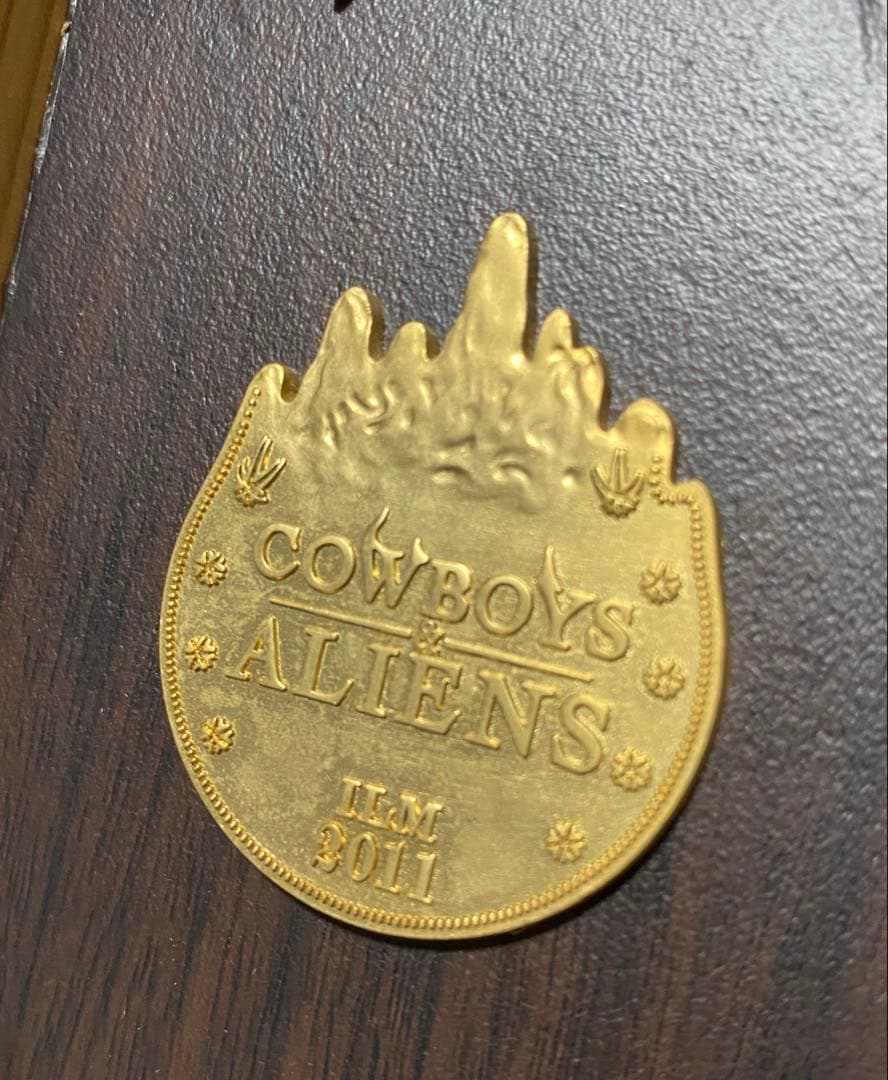 COWBOYS
&
ALIENS
ILM
2011